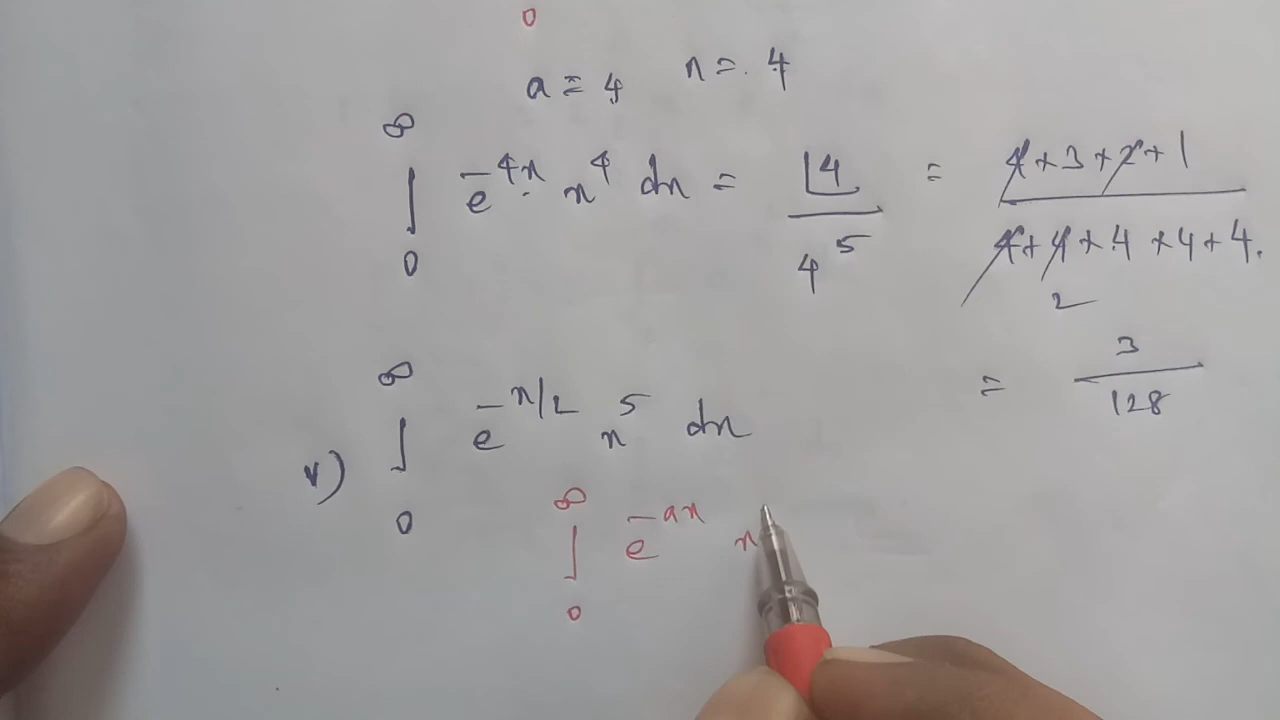 0
a = 4 n = 4
∞
∫ e^-4x x^4 dx = ⌊4 / 4^5 = 4 × 3 × 2 × 1 / 4 × 4 × 4 × 4 × 4.
0
2
= 3 / 128
∞
v) ∫ e^-x/2 x^5 dx
0
∞
∫ e^-ax x
0